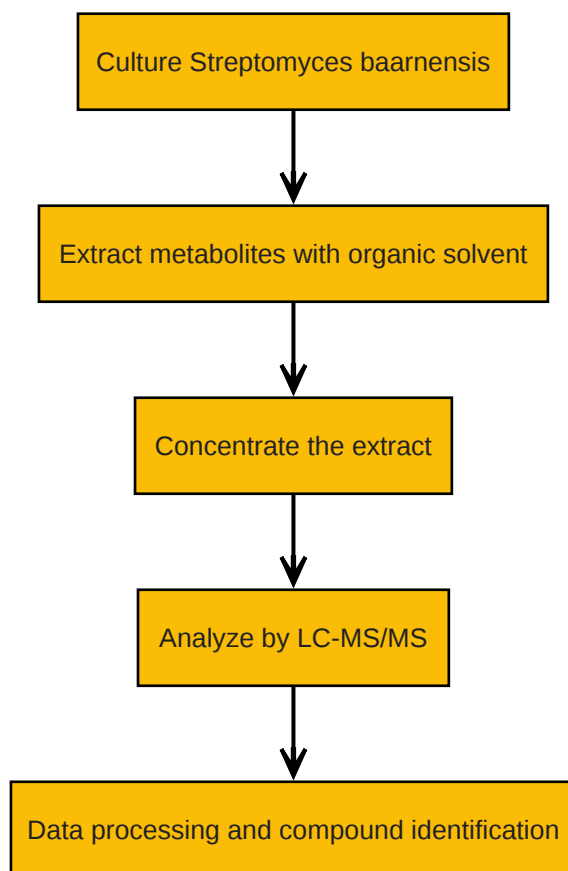 Culture Streptomyces baarnensis
Extract metabolites with organic solvent
Concentrate the extract
Analyze by LC-MS/MS
Data processing and compound identification